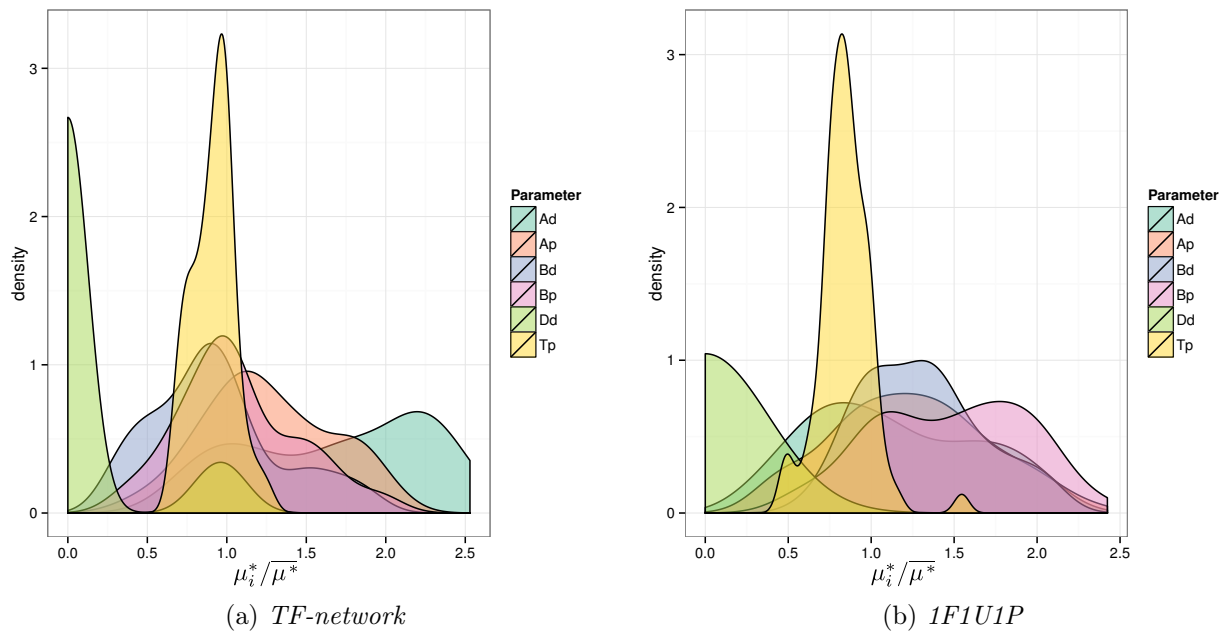 density
3
2
1
0
0.0 0.5 1.0 1.5 2.0 2.5
μ*i/μ*
Parameter
Ad
Ap
Bd
Bp
Dd
Tp
(a) TF-network
density
3
2
1
0
0.0 0.5 1.0 1.5 2.0 2.5
μ*i/μ*
Parameter
Ad
Ap
Bd
Bp
Dd
Tp
(b) 1F1U1P